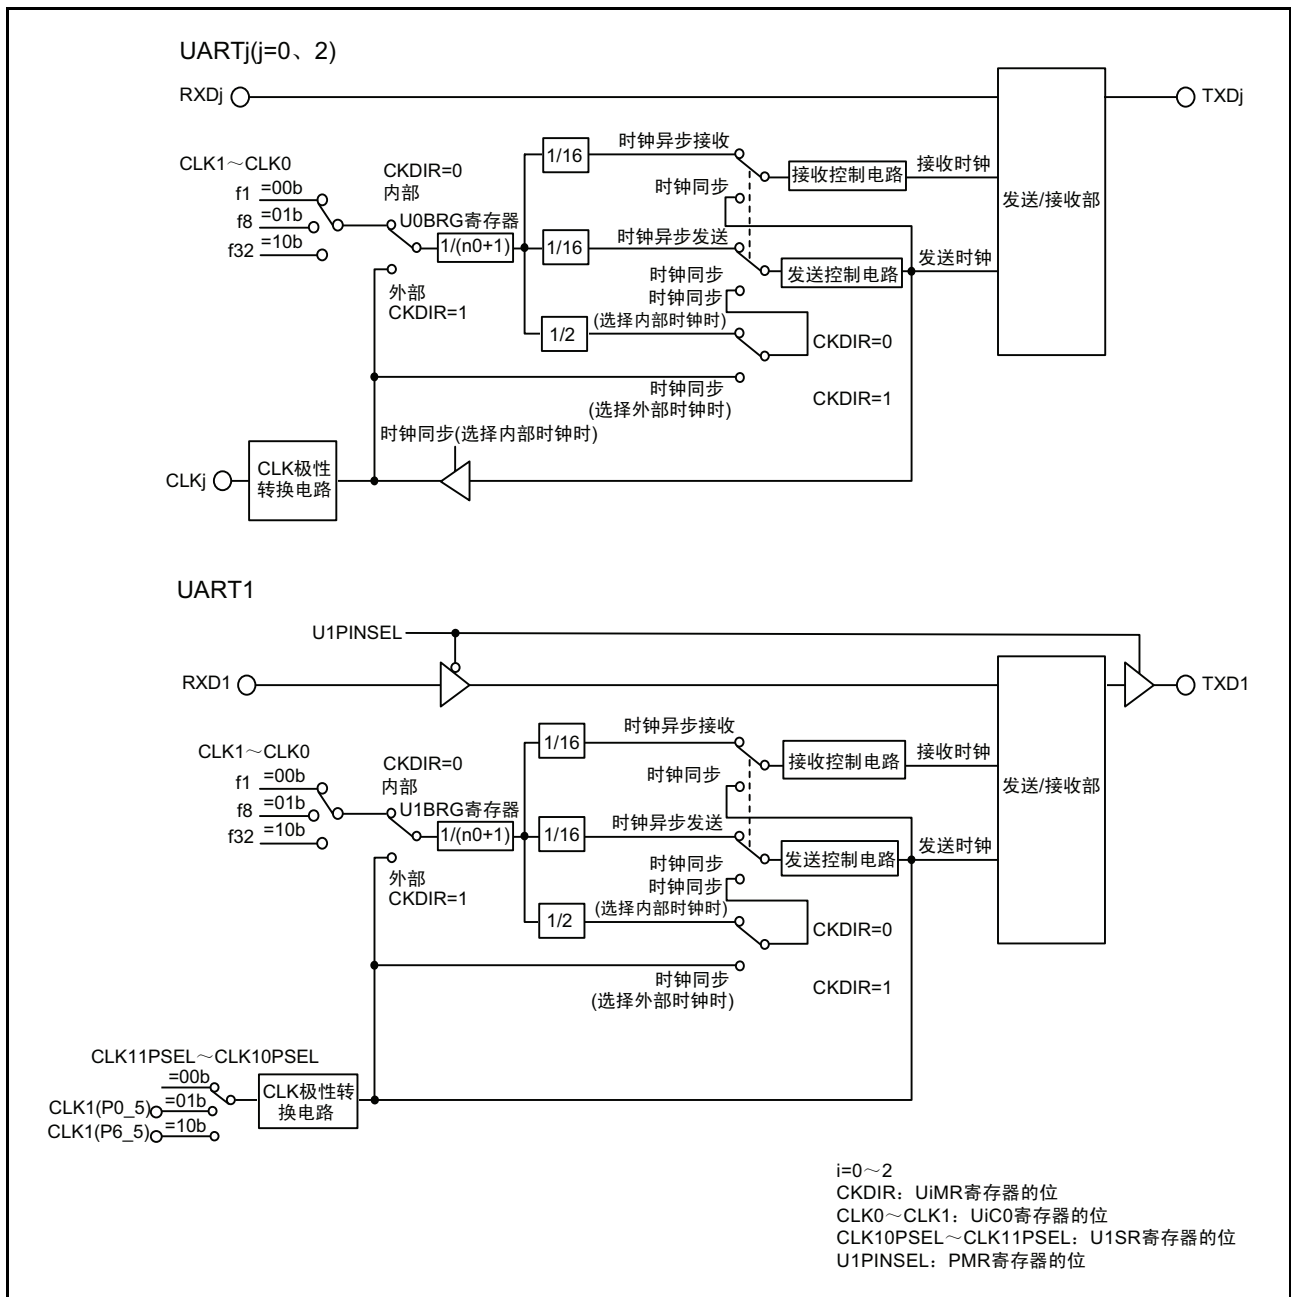 UARTj(j=0、2)
RXDj
TXDj
时钟异步接收
1/16
接收控制电路
接收时钟
发送/接收部
CLK1～CLK0
f1 =00b
f8 =01b
f32 =10b
CKDIR=0
内部
U0BRG寄存器
1/(n0+1)
时钟同步
时钟异步发送
1/16
发送控制电路
发送时钟
外部
CKDIR=1
时钟同步
时钟同步
(选择内部时钟时)
1/2
CKDIR=0
时钟同步
(选择外部时钟时)
CKDIR=1
时钟同步(选择内部时钟时)
CLKj
CLK极性
转换电路
UART1
U1PINSEL
RXD1
TXD1
时钟异步接收
1/16
接收控制电路
接收时钟
发送/接收部
CLK1～CLK0
f1 =00b
f8 =01b
f32 =10b
CKDIR=0
内部
U1BRG寄存器
1/(n0+1)
时钟同步
时钟异步发送
1/16
发送控制电路
发送时钟
外部
CKDIR=1
时钟同步
时钟同步
(选择内部时钟时)
1/2
CKDIR=0
时钟同步
(选择外部时钟时)
CKDIR=1
CLK11PSEL～CLK10PSEL
=00b
CLK1(P0_5) =01b
CLK1(P6_5) =10b
CLK极性转
换电路
i=0～2
CKDIR：UiMR寄存器的位
CLK0～CLK1：UiC0寄存器的位
CLK10PSEL～CLK11PSEL：U1SR寄存器的位
U1PINSEL：PMR寄存器的位